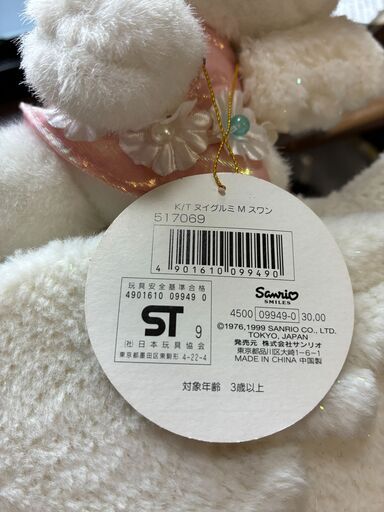 K/T ヌイグルミ M スワン
517069
4 901610 099490
玩具安全基準合格
4901610 09949 0
ST 9
(社)日本玩具協会
東京都墨田区東駒形 4-22-4
Sanrio
SMILES
4500 09949-0 30.00
©1976,1999 SANRIO CO., LTD.
TOKYO, JAPAN
発売元 株式会社サンリオ
東京都品川区大崎1-6-1
MADE IN CHINA 中国製
対象年齢 3歳以上